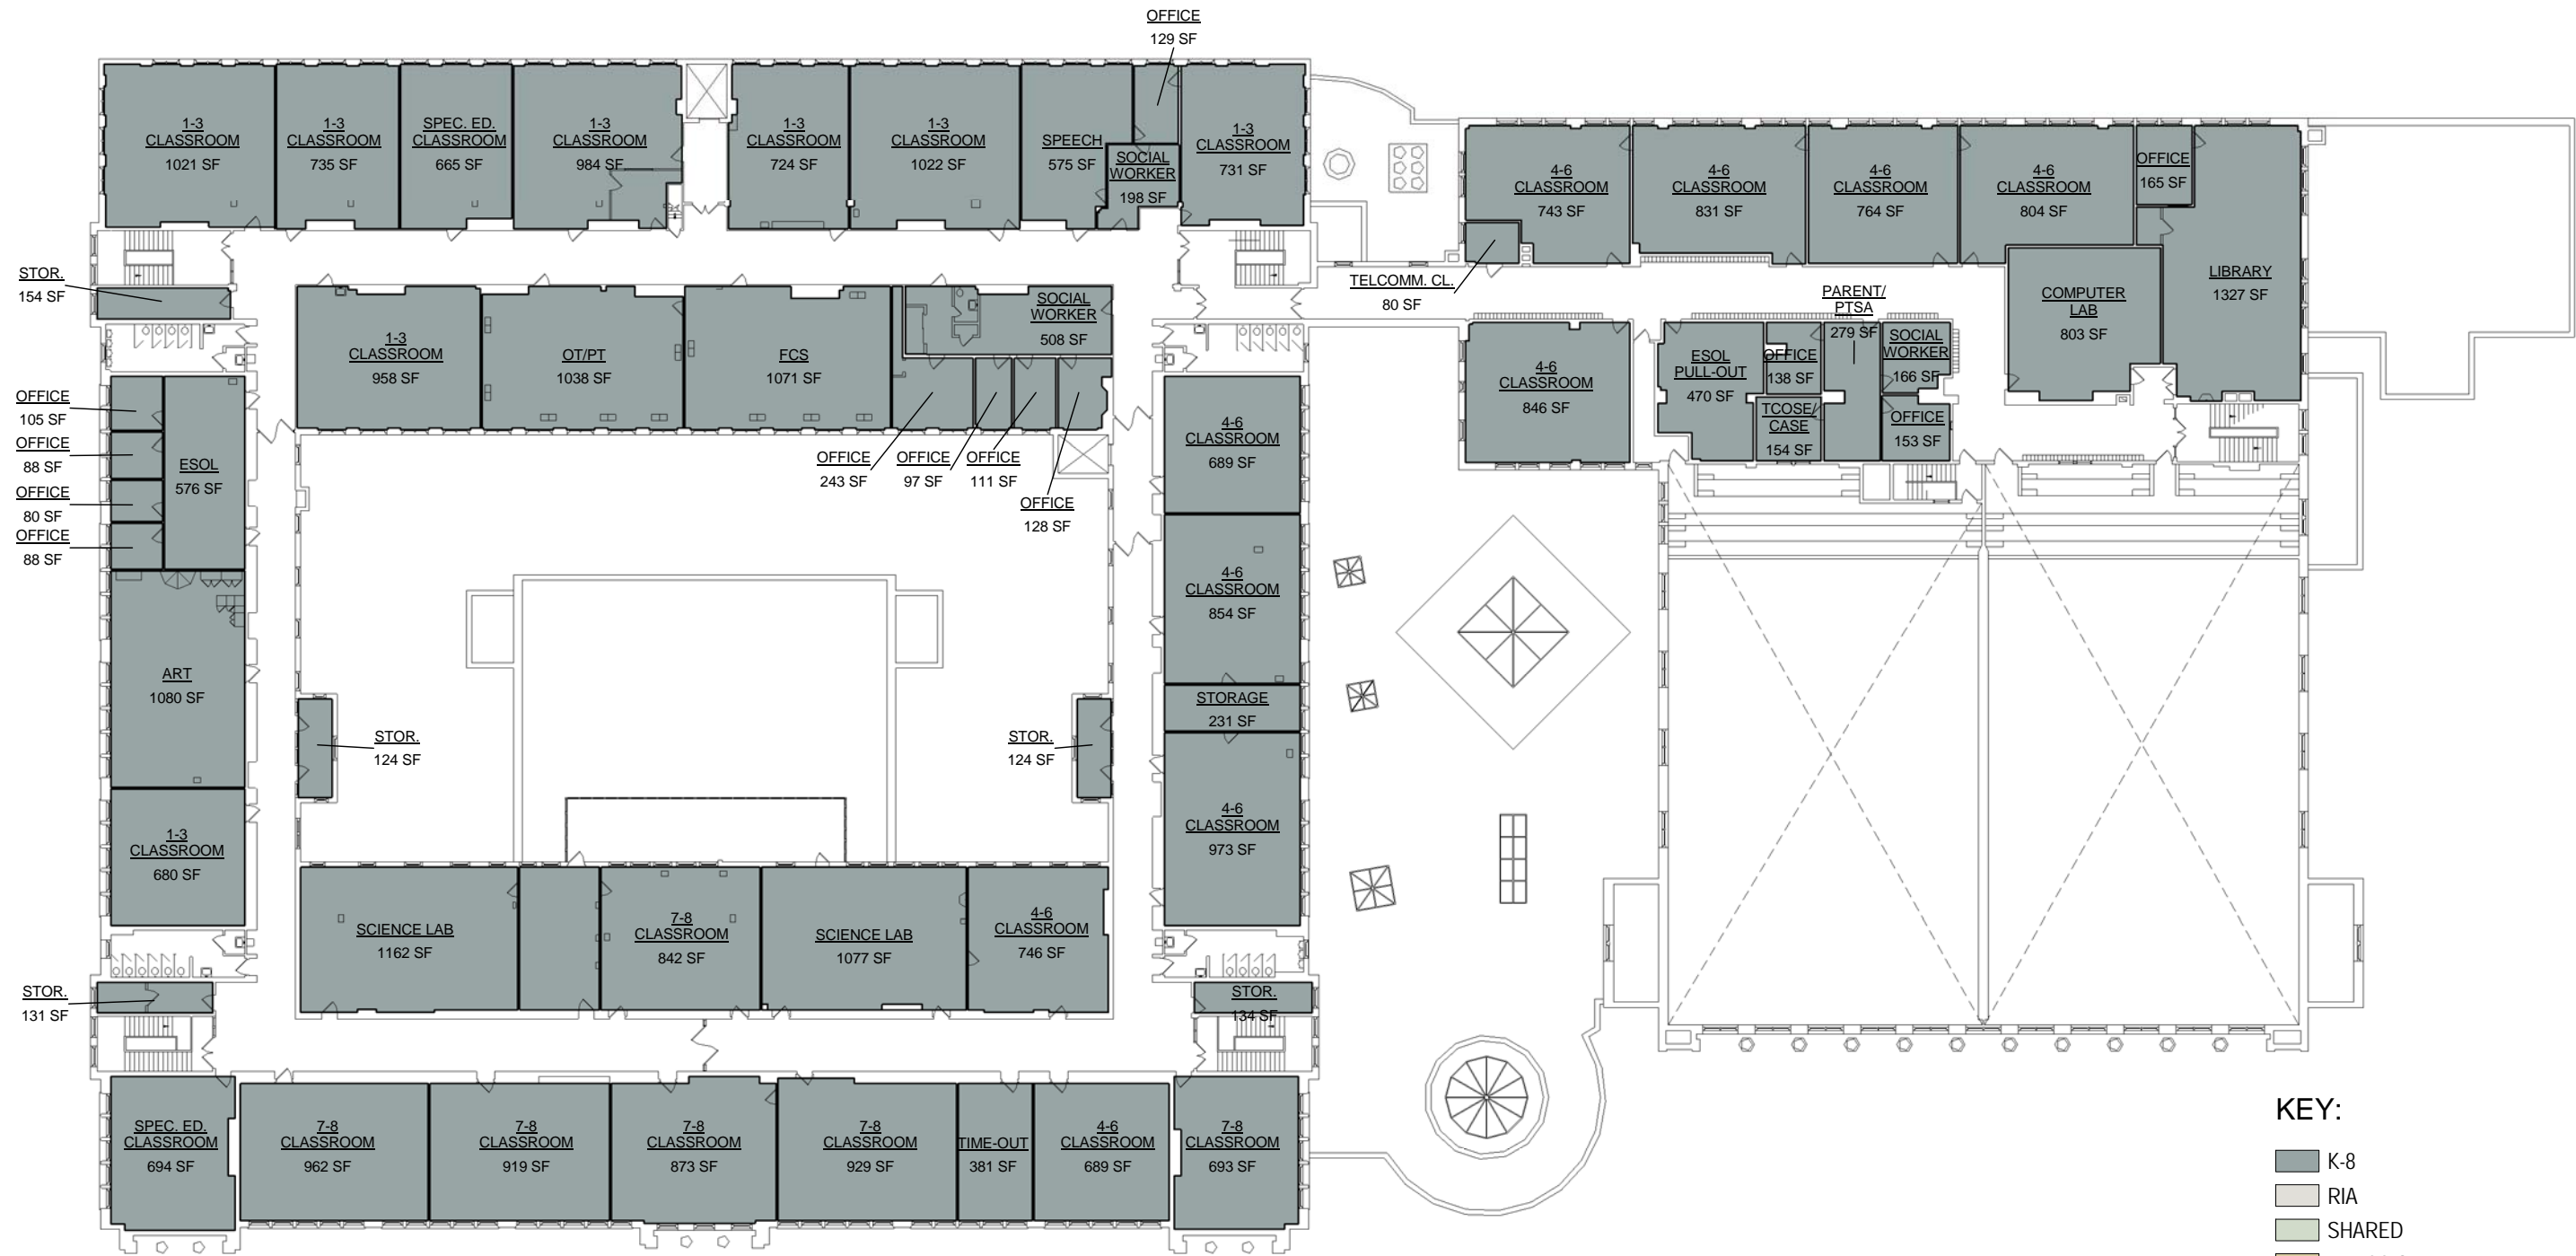 OFFICE
129 SF
1-3
CLASSROOM
1021 SF
1-3
CLASSROOM
735 SF
SPEC. ED.
CLASSROOM
665 SF
1-3
CLASSROOM
984 SF
1-3
CLASSROOM
724 SF
1-3
CLASSROOM
1022 SF
SPEECH
575 SF
SOCIAL
WORKER
198 SF
1-3
CLASSROOM
731 SF
4-6
CLASSROOM
743 SF
4-6
CLASSROOM
831 SF
4-6
CLASSROOM
764 SF
4-6
CLASSROOM
804 SF
OFFICE
165 SF
LIBRARY
1327 SF
STOR.
154 SF
TELCOMM. CL.
80 SF
PARENT/
PTSA
279 SF
COMPUTER
LAB
803 SF
1-3
CLASSROOM
958 SF
OT/PT
1038 SF
FCS
1071 SF
SOCIAL
WORKER
508 SF
4-6
CLASSROOM
846 SF
ESOL
PULL-OUT
470 SF
OFFICE
138 SF
SOCIAL
WORKER
166 SF
TCOSE/
CASE
154 SF
OFFICE
153 SF
OFFICE
105 SF
OFFICE
88 SF
OFFICE
80 SF
OFFICE
88 SF
ESOL
576 SF
OFFICE
243 SF
OFFICE
97 SF
OFFICE
111 SF
OFFICE
128 SF
4-6
CLASSROOM
689 SF
4-6
CLASSROOM
854 SF
ART
1080 SF
STORAGE
231 SF
STOR.
124 SF
STOR.
124 SF
4-6
CLASSROOM
973 SF
1-3
CLASSROOM
680 SF
SCIENCE LAB
1162 SF
7-8
CLASSROOM
842 SF
SCIENCE LAB
1077 SF
4-6
CLASSROOM
746 SF
STOR.
131 SF
STOR.
134 SF
SPEC. ED.
CLASSROOM
694 SF
7-8
CLASSROOM
962 SF
7-8
CLASSROOM
919 SF
7-8
CLASSROOM
873 SF
7-8
CLASSROOM
929 SF
TIME-OUT
381 SF
4-6
CLASSROOM
689 SF
7-8
CLASSROOM
693 SF
KEY:
K-8
RIA
SHARED